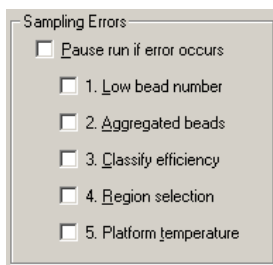 Sampling Errors
Pause run if error occurs
1. Low bead number
2. Aggregated beads
3. Classify efficiency
4. Region selection
5. Platform temperature